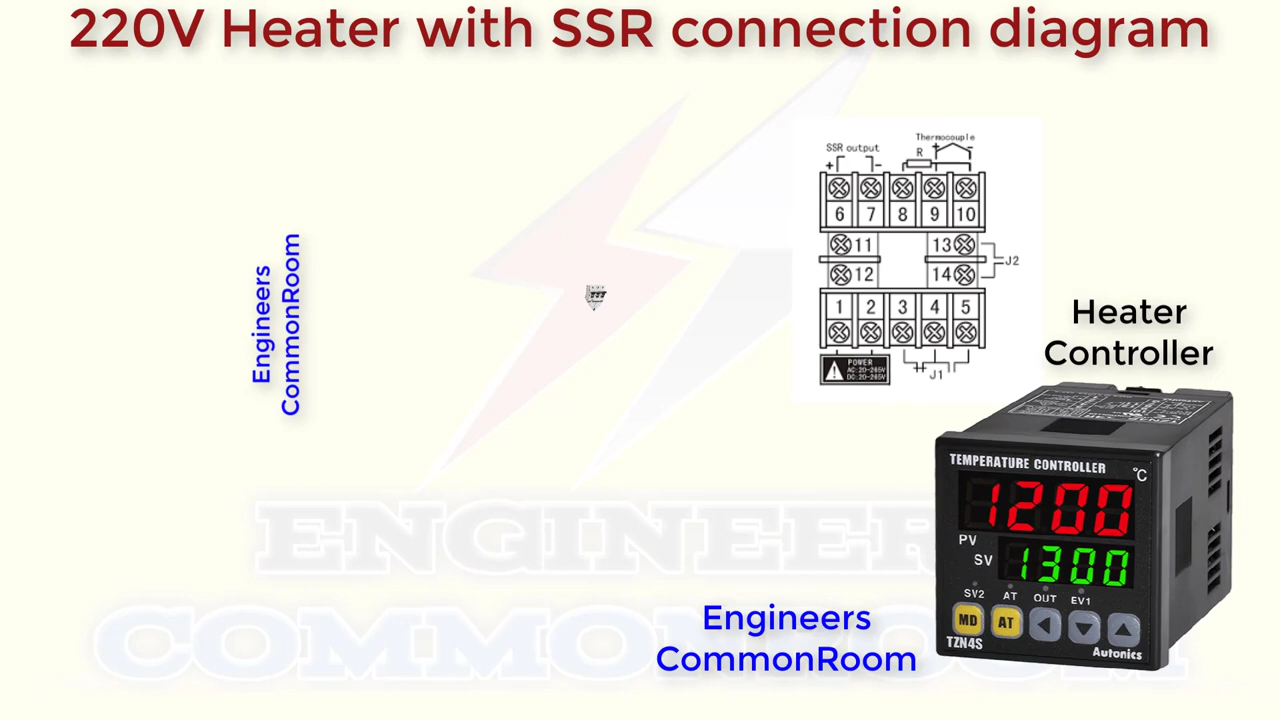 220V Heater with SSR connection diagram
Thermocouple
SSR output
R
+ -
+ -
6 7 8 9 10
11 13
J2
12 14
1 2 3 4 5
POWER
AC:20-265V
DC:20-265V
J1
Engineers
CommonRoom
Heater
Controller
TEMPERATURE CONTROLLER
°C
1200
PV
SV
1300
SV2 AT OUT EV1
MD AT
TZN4S
Autonics
Engineers
CommonRoom
ENGINEER
COMMONROOM